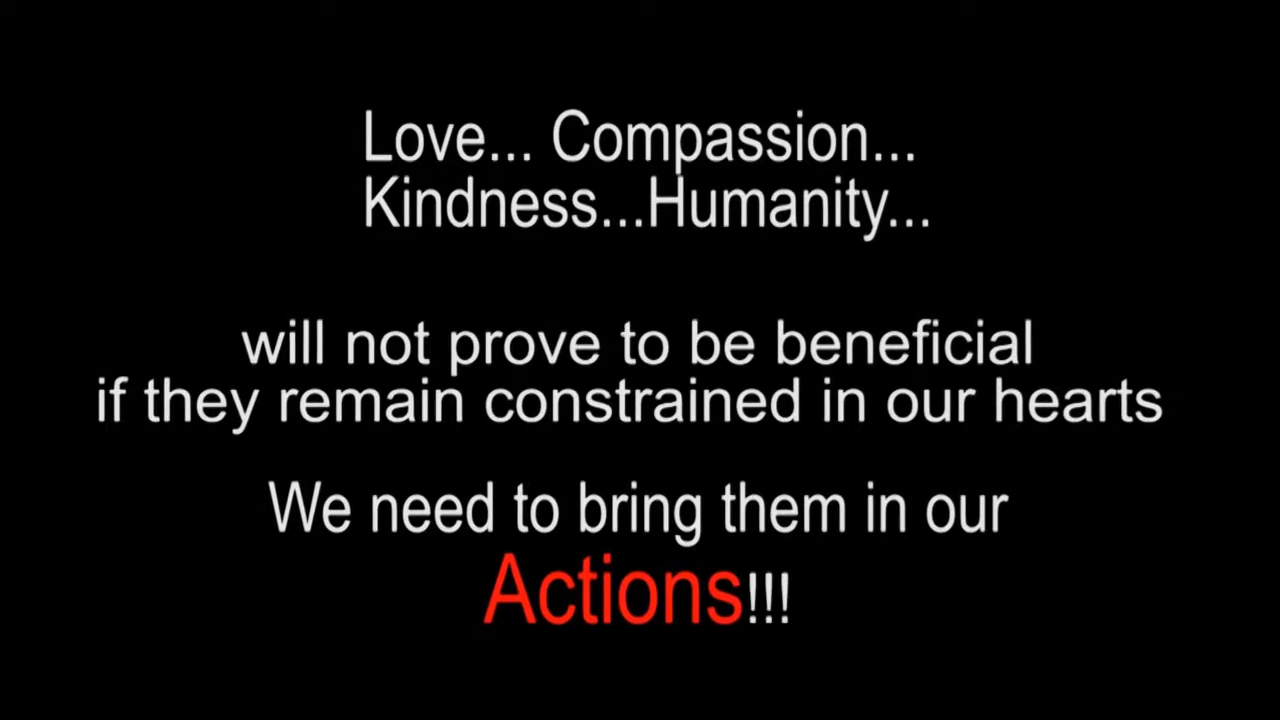 Love... Compassion...
Kindness...Humanity...
will not prove to be beneficial
if they remain constrained in our hearts
We need to bring them in our
Actions!!!